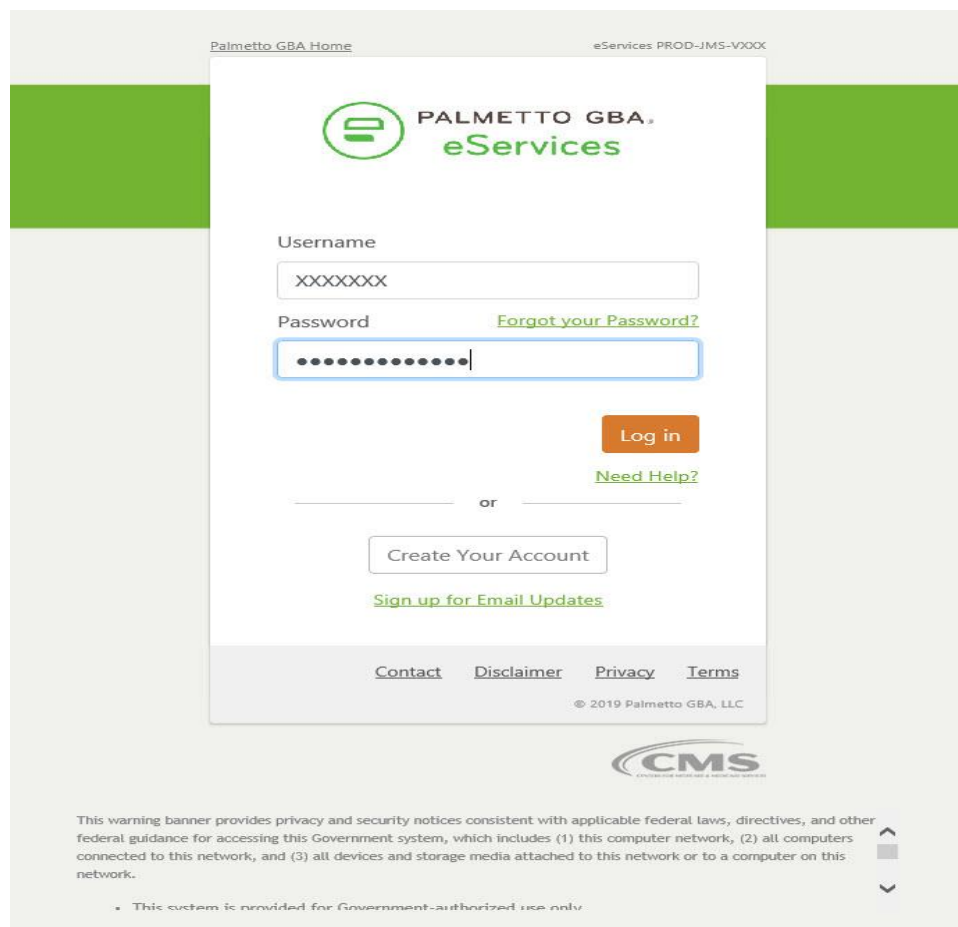 Palmetto GBA Home eServices PROD-JMS-VXXX
PALMETTO GBA®
eServices
Username
XXXXXXX
Password Forgot your Password?
•••••••••••••
Log in
Need Help?
or
Create Your Account
Sign up for Email Updates
Contact Disclaimer Privacy Terms
© 2019 Palmetto GBA, LLC
CMS
CENTERS FOR MEDICARE & MEDICAID SERVICES
This warning banner provides privacy and security notices consistent with applicable federal laws, directives, and other
federal guidance for accessing this Government system, which includes (1) this computer network, (2) all computers
connected to this network, and (3) all devices and storage media attached to this network or to a computer on this
network.
• This system is provided for Government-authorized use only